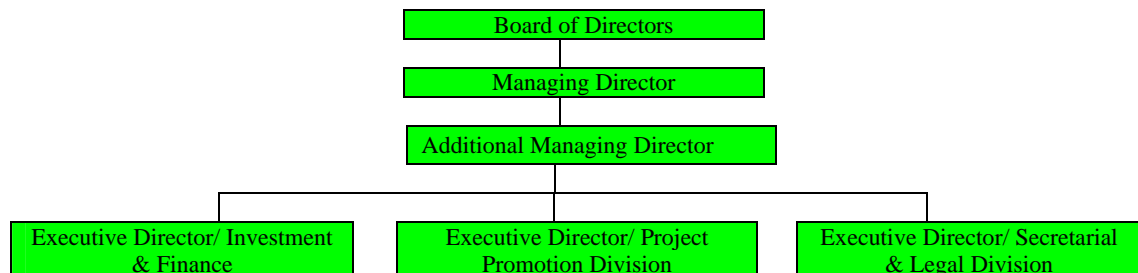 Board of Directors
Managing Director
Additional Managing Director
Executive Director/ Investment
& Finance
Executive Director/ Project
Promotion Division
Executive Director/ Secretarial
& Legal Division